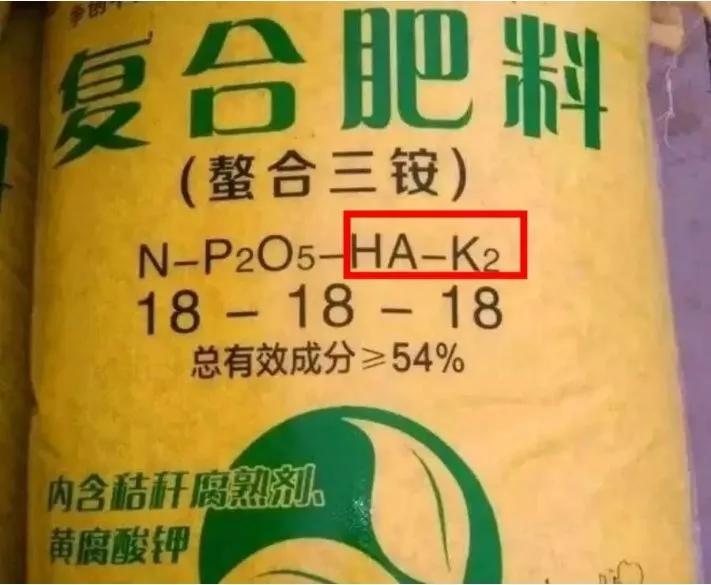 复合肥料
(螯合三铵)
N-P2O5-HA-K2
18-18-18
总有效成分≥54%
内含秸秆腐熟剂、
黄腐酸钾